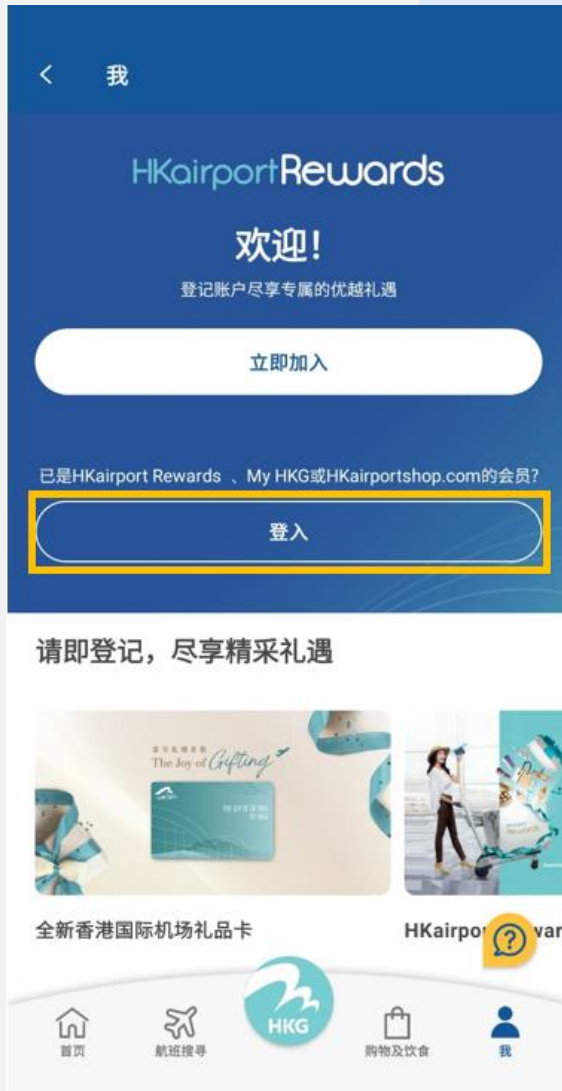 我
HKairportRewards
欢迎!
登记账户尽享专属的优越礼遇
立即加入
已是HKairport Rewards 、My HKG或HKairportshop.com的会员?
登入
请即登记，尽享精采礼遇
The Joy of Gifting
全新香港国际机场礼品卡
HKairpo
war
HKG
首页
航班搜寻
购物及饮食
我